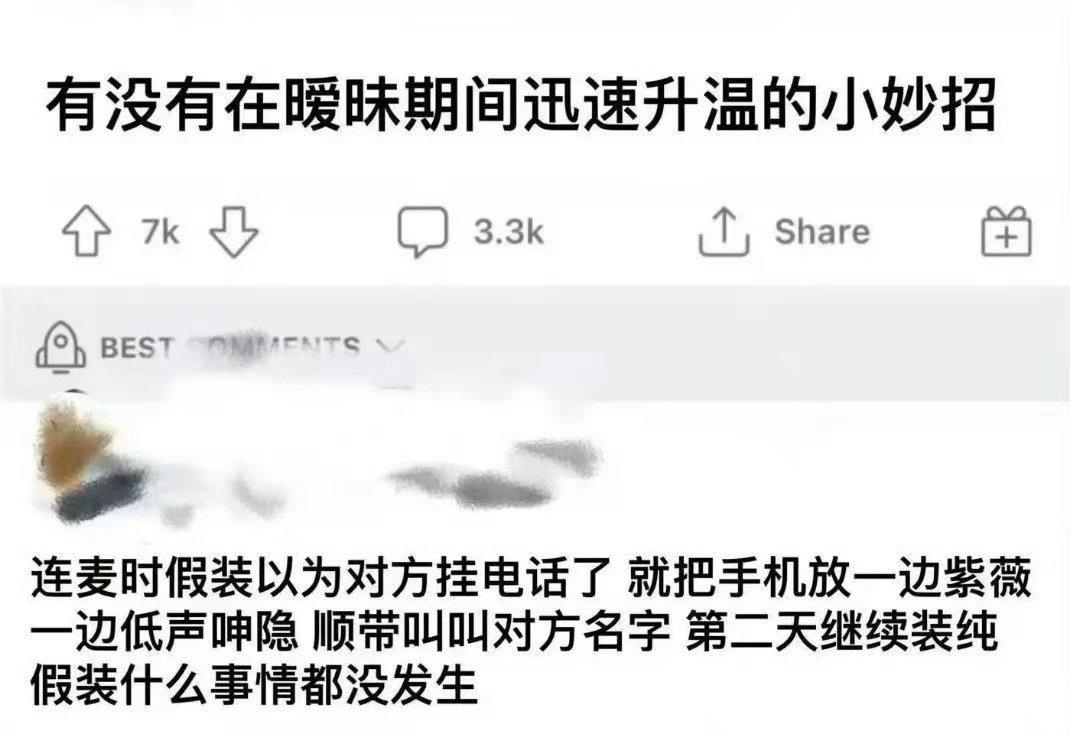 有没有在暧昧期间迅速升温的小妙招
7k 3.3k Share
BEST COMMENTS
连麦时假装以为对方挂电话了 就把手机放一边紫薇
一边低声呻隐 顺带叫叫对方名字 第二天继续装纯
假装什么事情都没发生